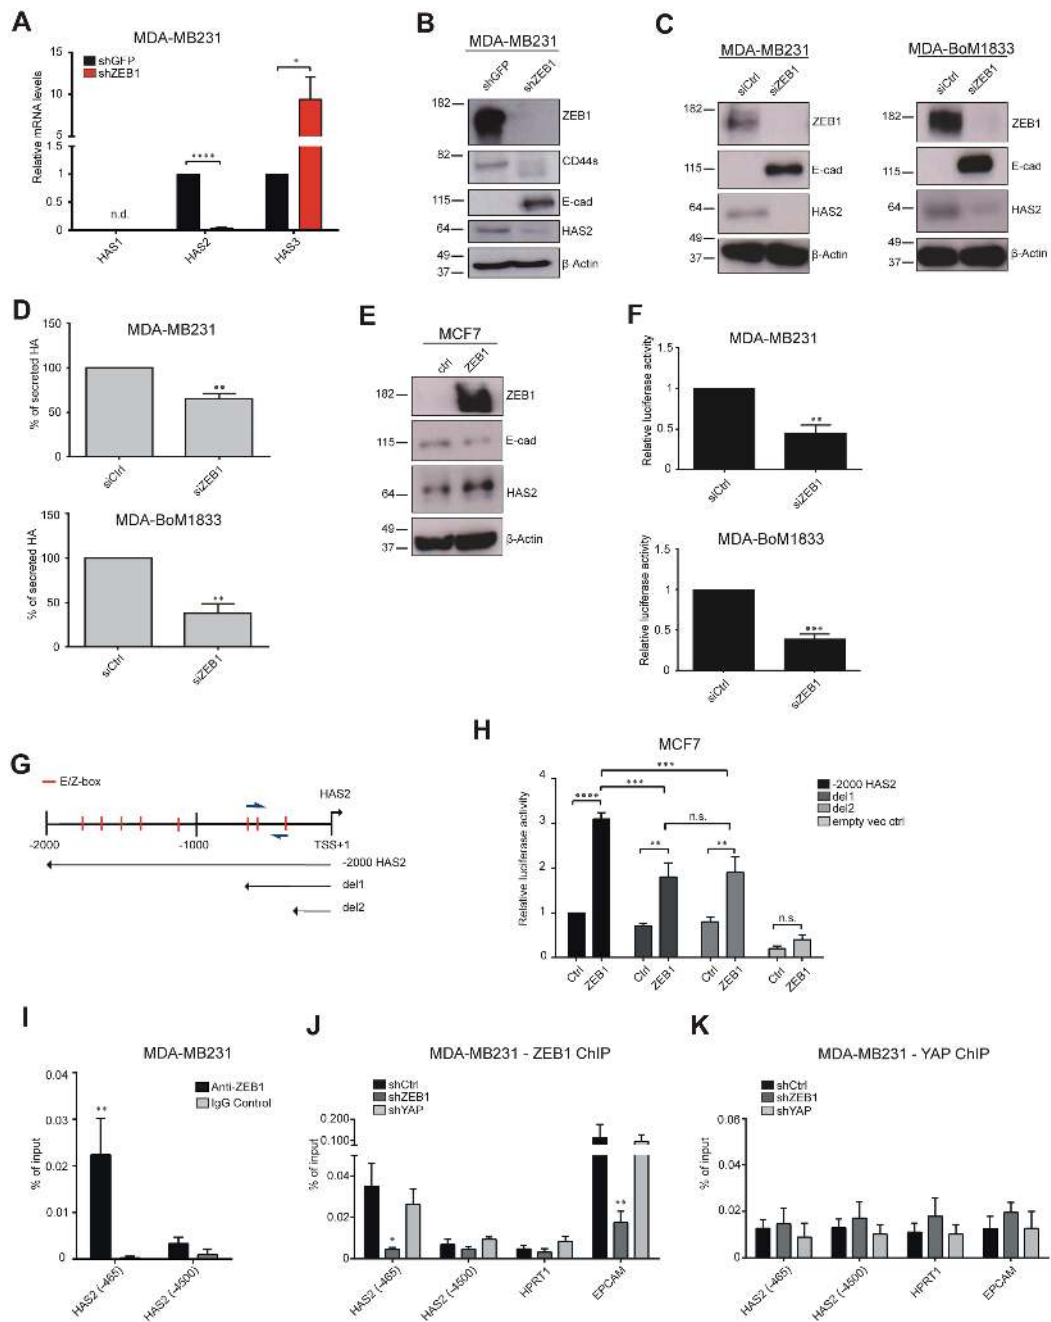 A
MDA-MB231
shGFP
shZEB1
Relative mRNA levels
15
10
5
1
0.5
0
n.d.
****
*
HAS1
HAS2
HAS3
B
MDA-MB231
shGFP
shZEB1
182
ZEB1
82
CD44s
115
E-cad
64
HAS2
49
37
β-Actin
C
MDA-MB231
siCtrl
siZEB1
182
ZEB1
115
E-cad
64
HAS2
49
37
β-Actin
MDA-BoM1833
siCtrl
siZEB1
182
ZEB1
115
E-cad
64
HAS2
49
37
β-Actin
D
MDA-MB231
% of secreted HA
150
100
50
0
**
siCtrl
siZEB1
MDA-BoM1833
% of secreted HA
150
100
50
0
**
siCtrl
siZEB1
E
MCF7
ctrl
ZEB1
182
ZEB1
115
E-cad
64
HAS2
49
37
β-Actin
F
MDA-MB231
Relative luciferase activity
1.5
1
0.5
0
**
siCtrl
siZEB1
MDA-BoM1833
Relative luciferase activity
1.5
1
0.5
0
***
siCtrl
siZEB1
G
E/Z-box
HAS2
-2000
-1000
TSS+1
-2000 HAS2
del1
del2
H
MCF7
Relative luciferase activity
4
3
2
1
0
****
***
***
n.s.
**
**
n.s.
-2000 HAS2
del1
del2
empty vec ctrl
Ctrl
ZEB1
Ctrl
ZEB1
Ctrl
ZEB1
Ctrl
ZEB1
I
MDA-MB231
% of input
0.04
0.03
0.02
0.01
0
**
Anti-ZEB1
IgG Control
HAS2 (-465)
HAS2 (-4500)
J
MDA-MB231 - ZEB1 ChIP
shCtrl
shZEB1
shYAP
% of input
0.200
0.100
0.04
0.02
0
*
**
HAS2 (-465)
HAS2 (-4500)
HPRT1
EPCAM
K
MDA-MB231 - YAP ChIP
shCtrl
shZEB1
shYAP
% of input
0.06
0.04
0.02
0
HAS2 (-465)
HAS2 (-4500)
HPRT1
EPCAM